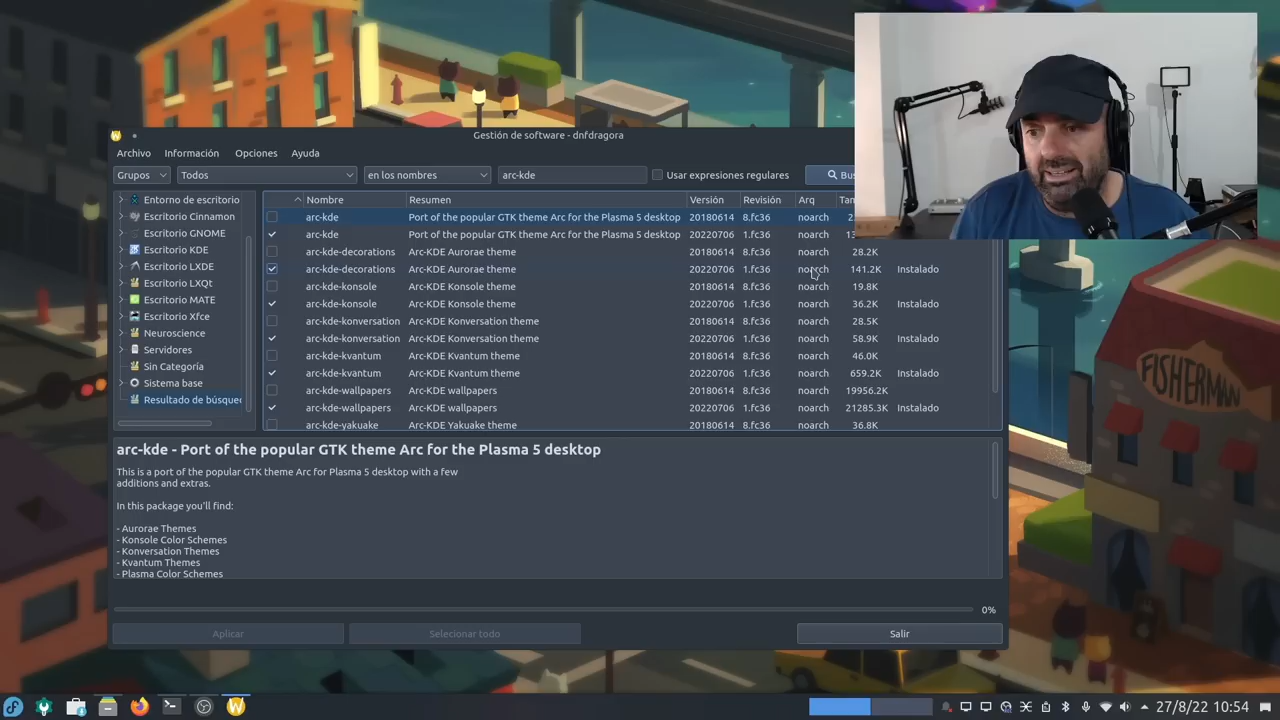 Gestión de software - dnfdragora
Archivo Información Opciones Ayuda
Grupos Todos en los nombres arc-kde Usar expresiones regulares
Nombre Resumen Versión Revisión Arq
Entorno de escritorio
Escritorio Cinnamon
Escritorio GNOME
Escritorio KDE
Escritorio LXDE
Escritorio LXQt
Escritorio MATE
Escritorio Xfce
Neuroscience
Servidores
Sin Categoría
Sistema base
Resultado de búsque
arc-kde Port of the popular GTK theme Arc for the Plasma 5 desktop 20180614 8.fc36 noarch
arc-kde Port of the popular GTK theme Arc for the Plasma 5 desktop 20220706 1.fc36 noarch
arc-kde-decorations Arc-KDE Aurorae theme 20180614 8.fc36 noarch 28.2K
arc-kde-decorations Arc-KDE Aurorae theme 20220706 1.fc36 noarch 141.2K Instalado
arc-kde-konsole Arc-KDE Konsole theme 20180614 8.fc36 noarch 19.8K
arc-kde-konsole Arc-KDE Konsole theme 20220706 1.fc36 noarch 36.2K Instalado
arc-kde-konversation Arc-KDE Konversation theme 20180614 8.fc36 noarch 28.5K
arc-kde-konversation Arc-KDE Konversation theme 20220706 1.fc36 noarch 58.9K Instalado
arc-kde-kvantum Arc-KDE Kvantum theme 20180614 8.fc36 noarch 46.0K
arc-kde-kvantum Arc-KDE Kvantum theme 20220706 1.fc36 noarch 659.2K Instalado
arc-kde-wallpapers Arc-KDE wallpapers 20180614 8.fc36 noarch 19956.2K
arc-kde-wallpapers Arc-KDE wallpapers 20220706 1.fc36 noarch 21285.3K Instalado
arc-kde-yakuake Arc-KDE Yakuake theme 20180614 8.fc36 noarch 36.8K
arc-kde - Port of the popular GTK theme Arc for the Plasma 5 desktop
This is a port of the popular GTK theme Arc for Plasma 5 desktop with a few
additions and extras.
In this package you'll find:
- Aurorae Themes
- Konsole Color Schemes
- Konversation Themes
- Kvantum Themes
- Plasma Color Schemes
0%
Aplicar Selecionar todo Salir
FISHERMAN
27/8/22 10:54